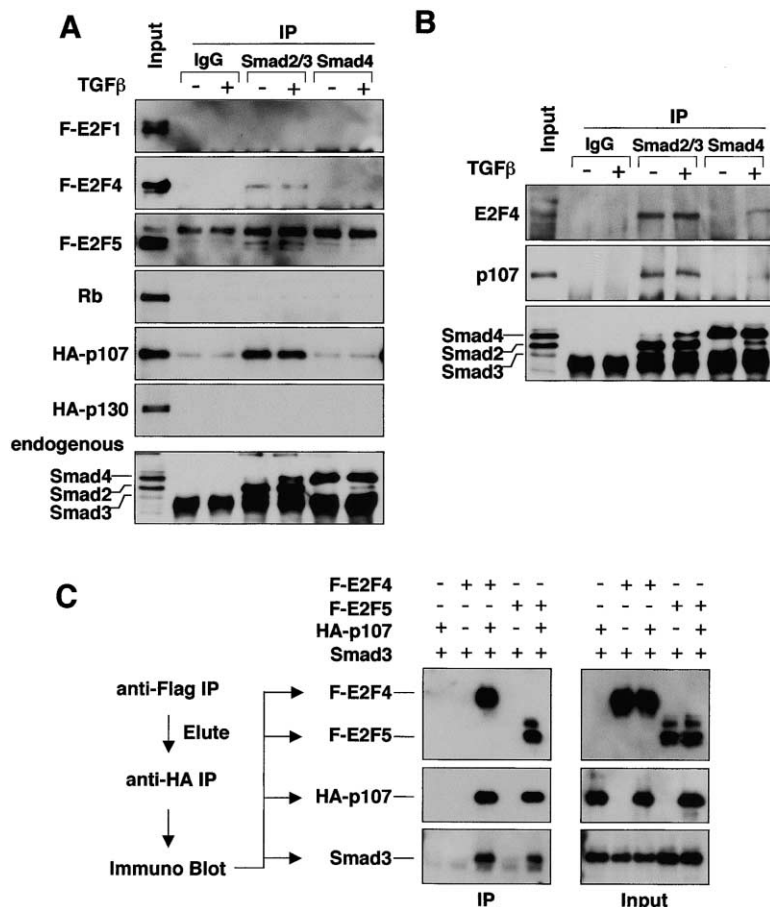 A
Input
IP
IgG Smad2/3 Smad4
TGFβ - + - + - +
F-E2F1
F-E2F4
F-E2F5
Rb
HA-p107
HA-p130
endogenous
Smad4
Smad2
Smad3
B
Input
IP
IgG Smad2/3 Smad4
TGFβ - + - + - +
E2F4
p107
Smad4
Smad2
Smad3
C
F-E2F4 - + + - - - + + - -
F-E2F5 - - - + + - - - + +
HA-p107 + - + - + + - + - +
Smad3 + + + + + + + + + +
anti-Flag IP
Elute
anti-HA IP
Immuno Blot
F-E2F4
F-E2F5
HA-p107
Smad3
IP Input